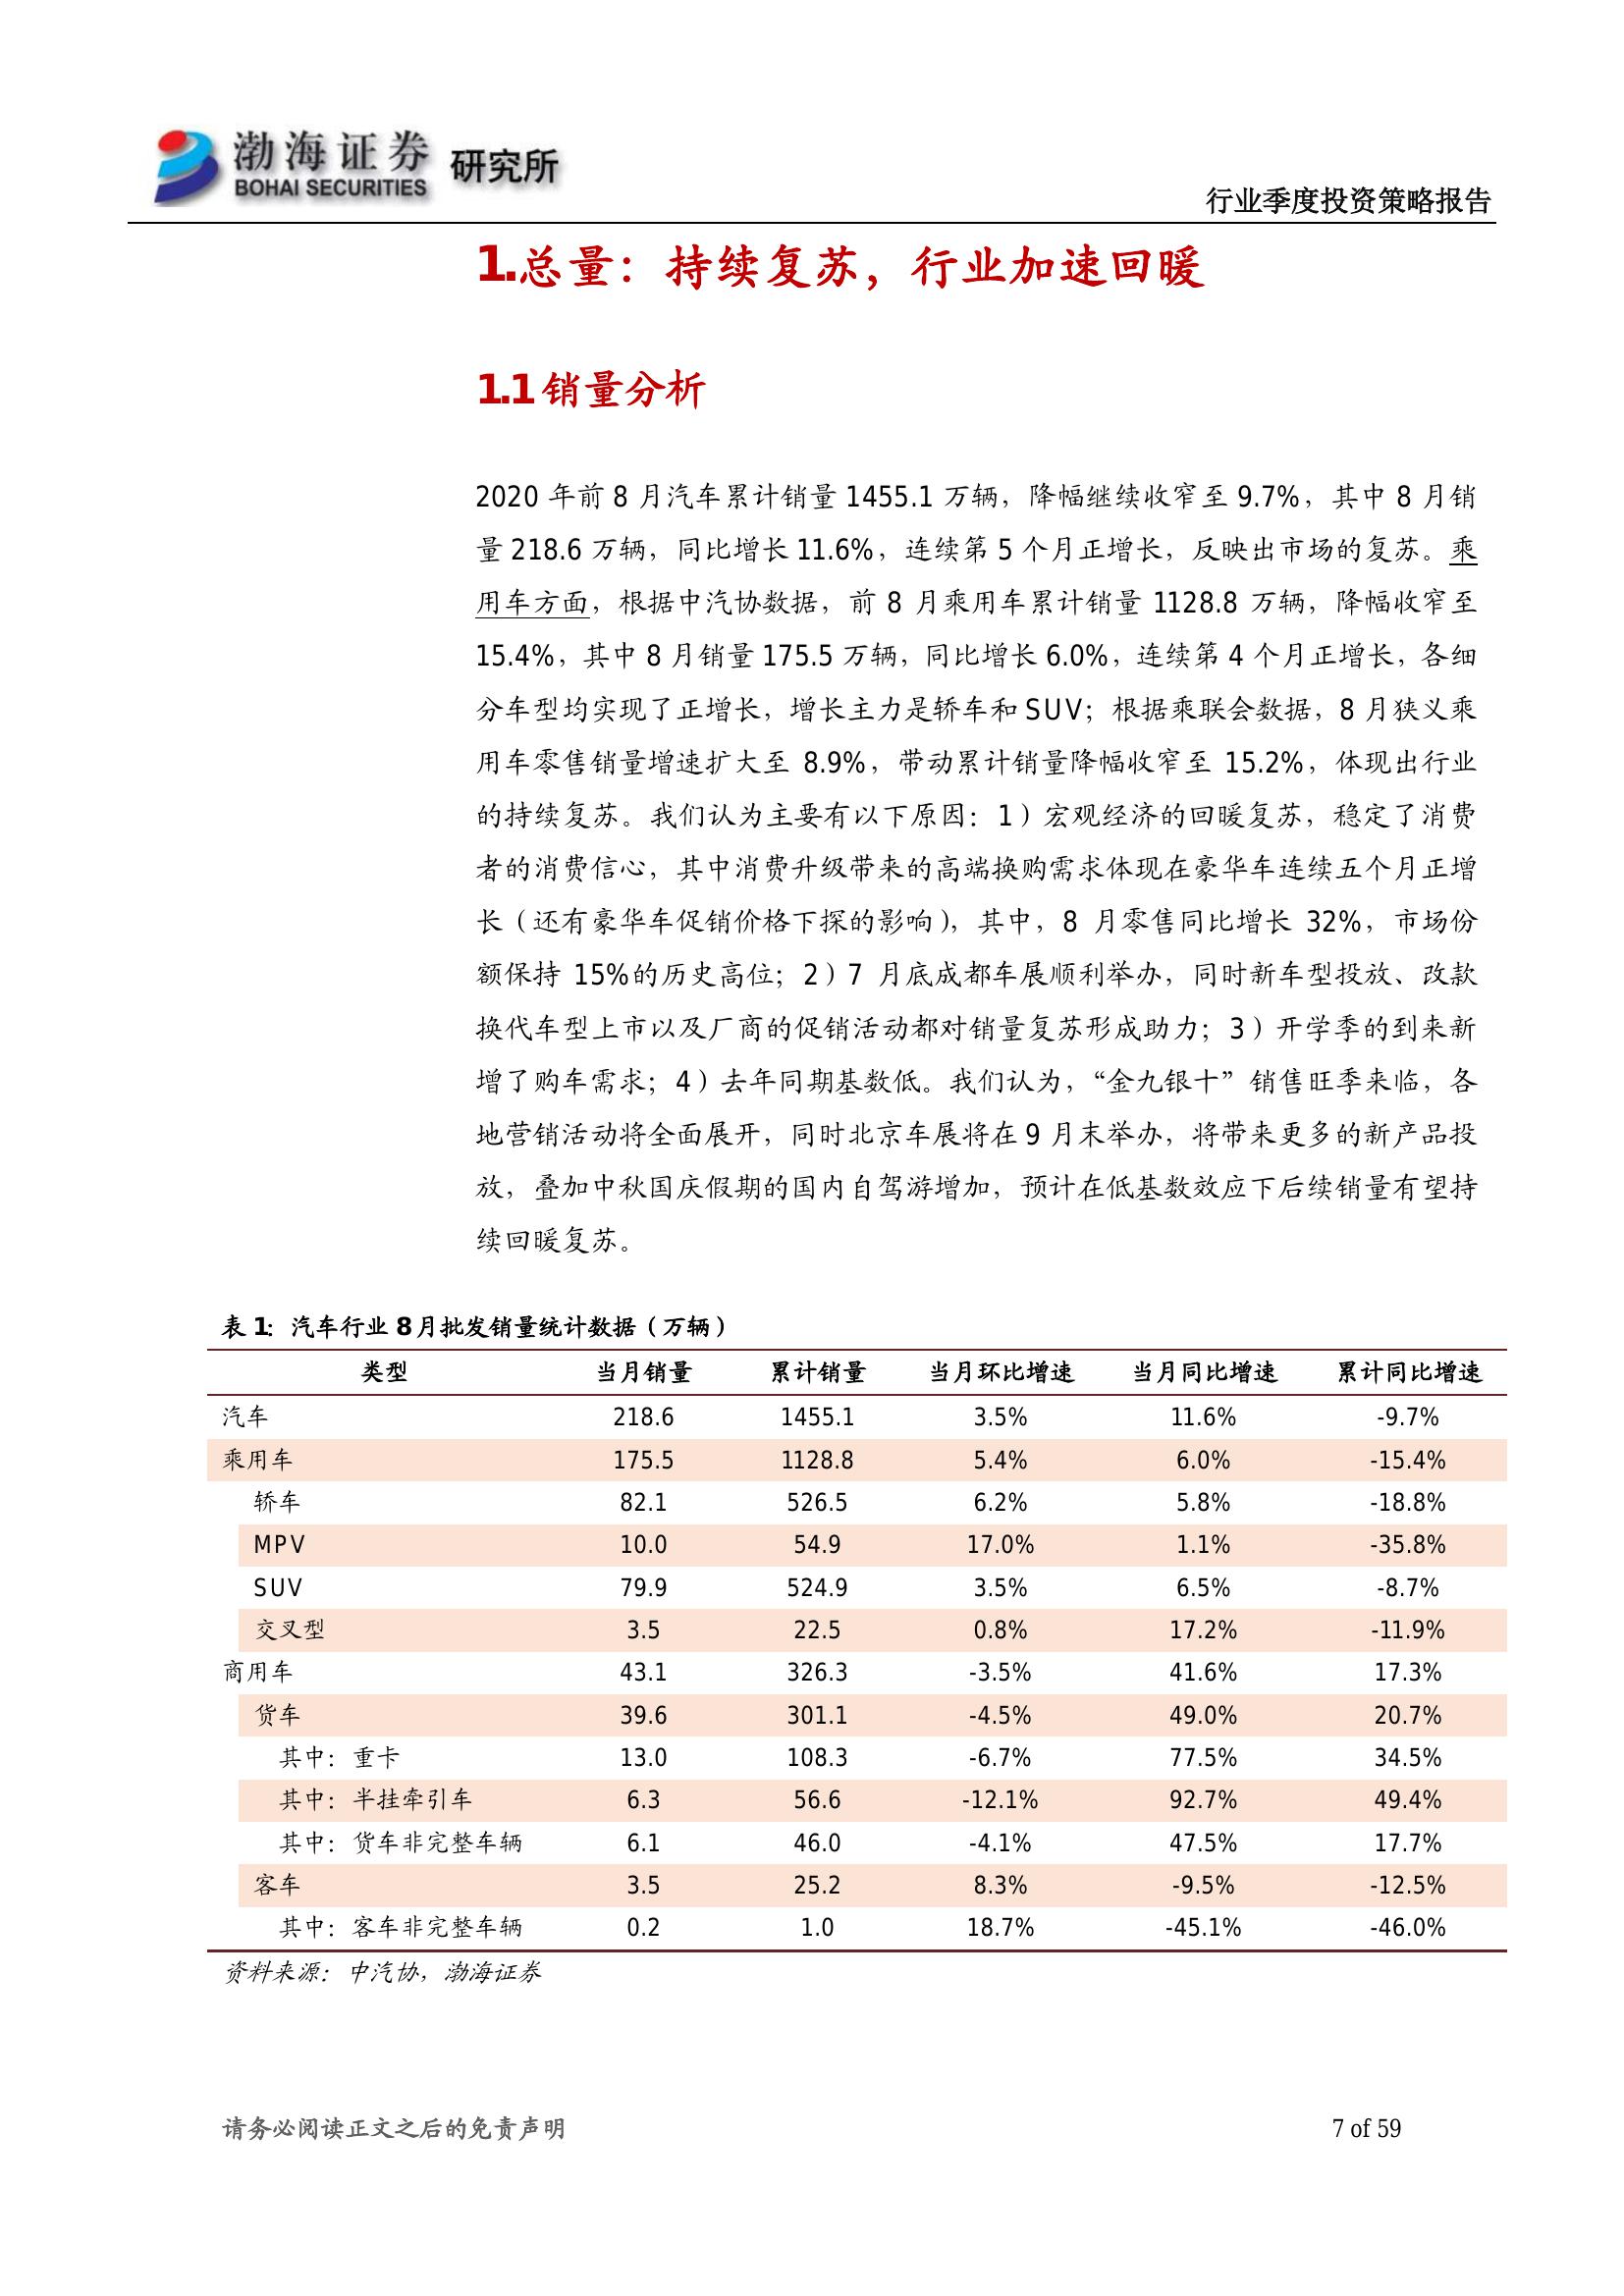 渤海证券 研究所
BOHAI SECURITIES
行业季度投资策略报告
1.总量：持续复苏，行业加速回暖
1.1 销量分析
2020 年前 8 月汽车累计销量 1455.1 万辆，降幅继续收窄至 9.7%，其中 8 月销
量 218.6 万辆，同比增长 11.6%，连续第 5 个月正增长，反映出市场的复苏。乘
用车方面，根据中汽协数据，前 8 月乘用车累计销量 1128.8 万辆，降幅收窄至
15.4%，其中 8 月销量 175.5 万辆，同比增长 6.0%，连续第 4 个月正增长，各细
分车型均实现了正增长，增长主力是轿车和 SUV；根据乘联会数据，8 月狭义乘
用车零售销量增速扩大至 8.9%，带动累计销量降幅收窄至 15.2%，体现出行业
的持续复苏。我们认为主要有以下原因：1）宏观经济的回暖复苏，稳定了消费
者的消费信心，其中消费升级带来的高端换购需求体现在豪华车连续五个月正增
长（还有豪华车促销价格下探的影响），其中，8 月零售同比增长 32%，市场份
额保持 15%的历史高位；2）7 月底成都车展顺利举办，同时新车型投放、改款
换代车型上市以及厂商的促销活动都对销量复苏形成助力；3）开学季的到来新
增了购车需求；4）去年同期基数低。我们认为，“金九银十”销售旺季来临，各
地营销活动将全面展开，同时北京车展将在 9 月末举办，将带来更多的新产品投
放，叠加中秋国庆假期的国内自驾游增加，预计在低基数效应下后续销量有望持
续回暖复苏。
表 1：汽车行业 8 月批发销量统计数据（万辆）
类型 当月销量 累计销量 当月环比增速 当月同比增速 累计同比增速
汽车 218.6 1455.1 3.5% 11.6% -9.7%
乘用车 175.5 1128.8 5.4% 6.0% -15.4%
轿车 82.1 526.5 6.2% 5.8% -18.8%
MPV 10.0 54.9 17.0% 1.1% -35.8%
SUV 79.9 524.9 3.5% 6.5% -8.7%
交叉型 3.5 22.5 0.8% 17.2% -11.9%
商用车 43.1 326.3 -3.5% 41.6% 17.3%
货车 39.6 301.1 -4.5% 49.0% 20.7%
其中：重卡 13.0 108.3 -6.7% 77.5% 34.5%
其中：半挂牵引车 6.3 56.6 -12.1% 92.7% 49.4%
其中：货车非完整车辆 6.1 46.0 -4.1% 47.5% 17.7%
客车 3.5 25.2 8.3% -9.5% -12.5%
其中：客车非完整车辆 0.2 1.0 18.7% -45.1% -46.0%
资料来源：中汽协，渤海证券
请务必阅读正文之后的免责声明
7 of 59